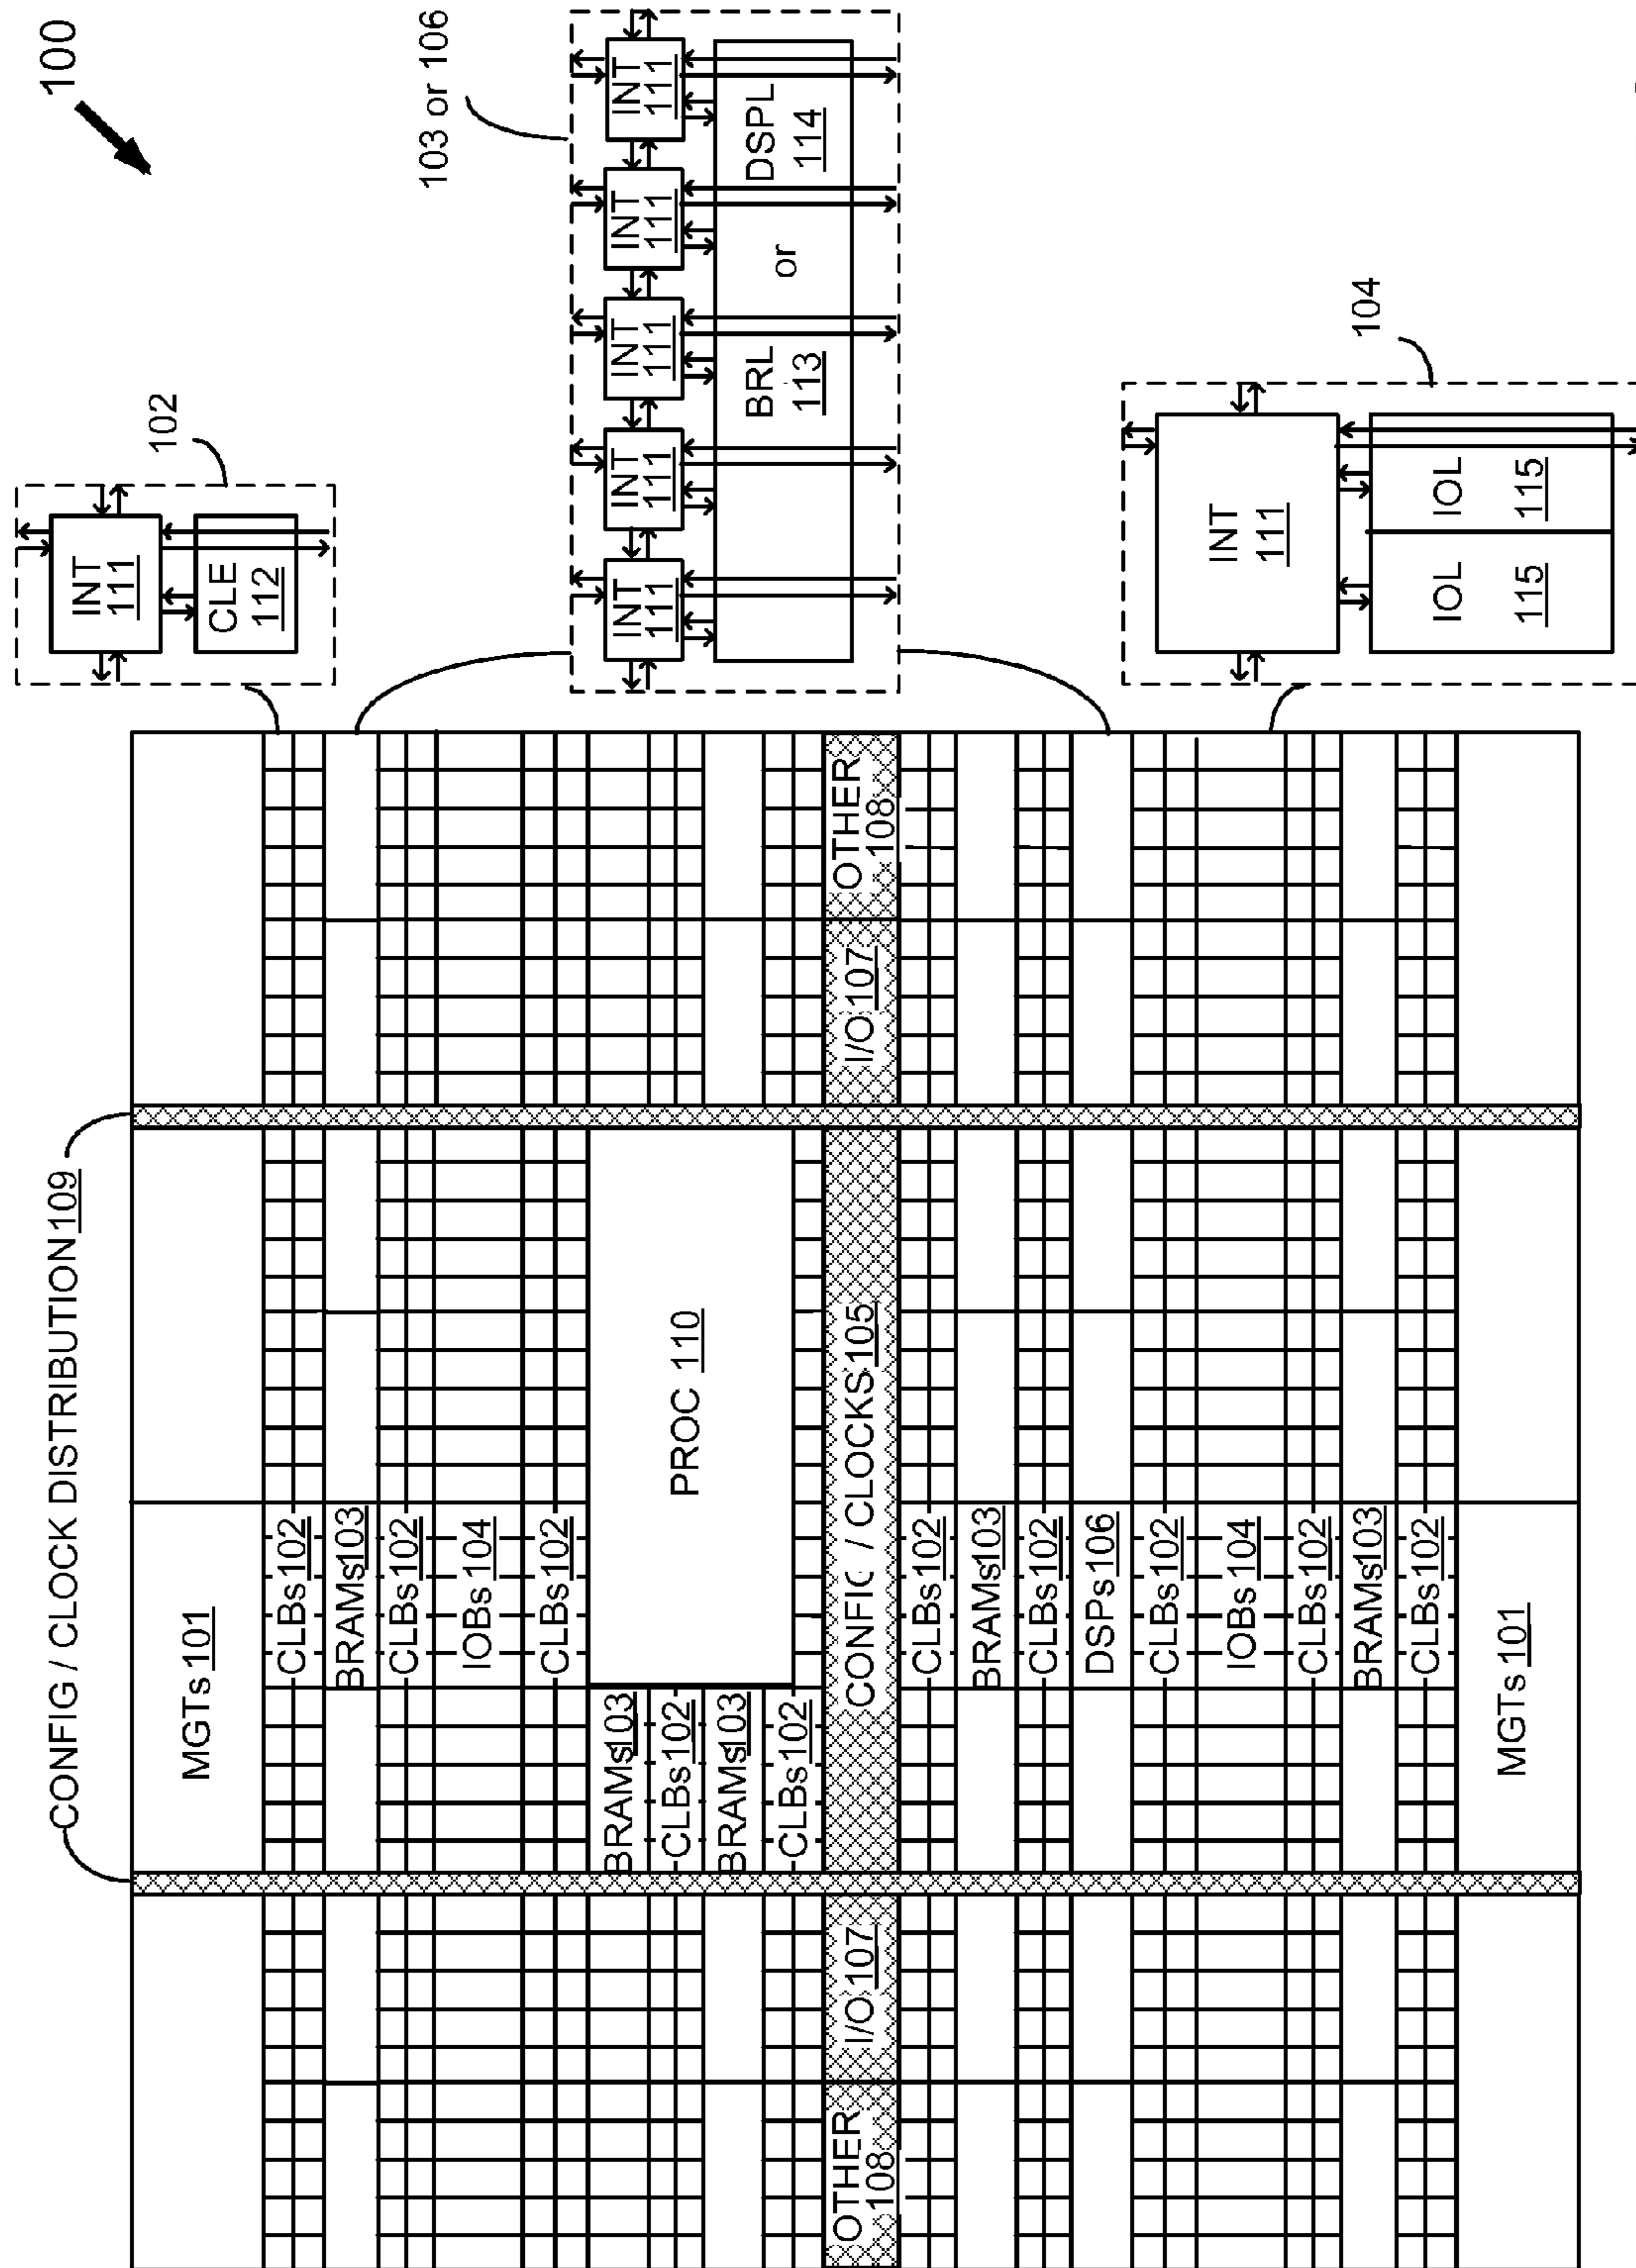 100
CONFIG / CLOCK DISTRIBUTION 109
MGTs 101
CLBs 102
BRAMs 103
CLBs 102
IOBs 104
CLBs 102
BRAMs 103
CLBs 102
BRAMs 103
CLBs 102
PROC 110
OTHER
108
I/O 107
CONFIG / CLOCKS 105
I/O 107
OTHER
108
CLBs 102
BRAMs 103
CLBs 102
DSPs 106
CLBs 102
IOBs 104
CLBs 102
BRAMs 103
CLBs 102
MGTs 101
102
INT
111
CLE
112
103 or 106
INT
111
INT
111
INT
111
INT
111
INT
111
BRL
113
or
DSPL
114
104
INT
111
IOL
115
IOL
115